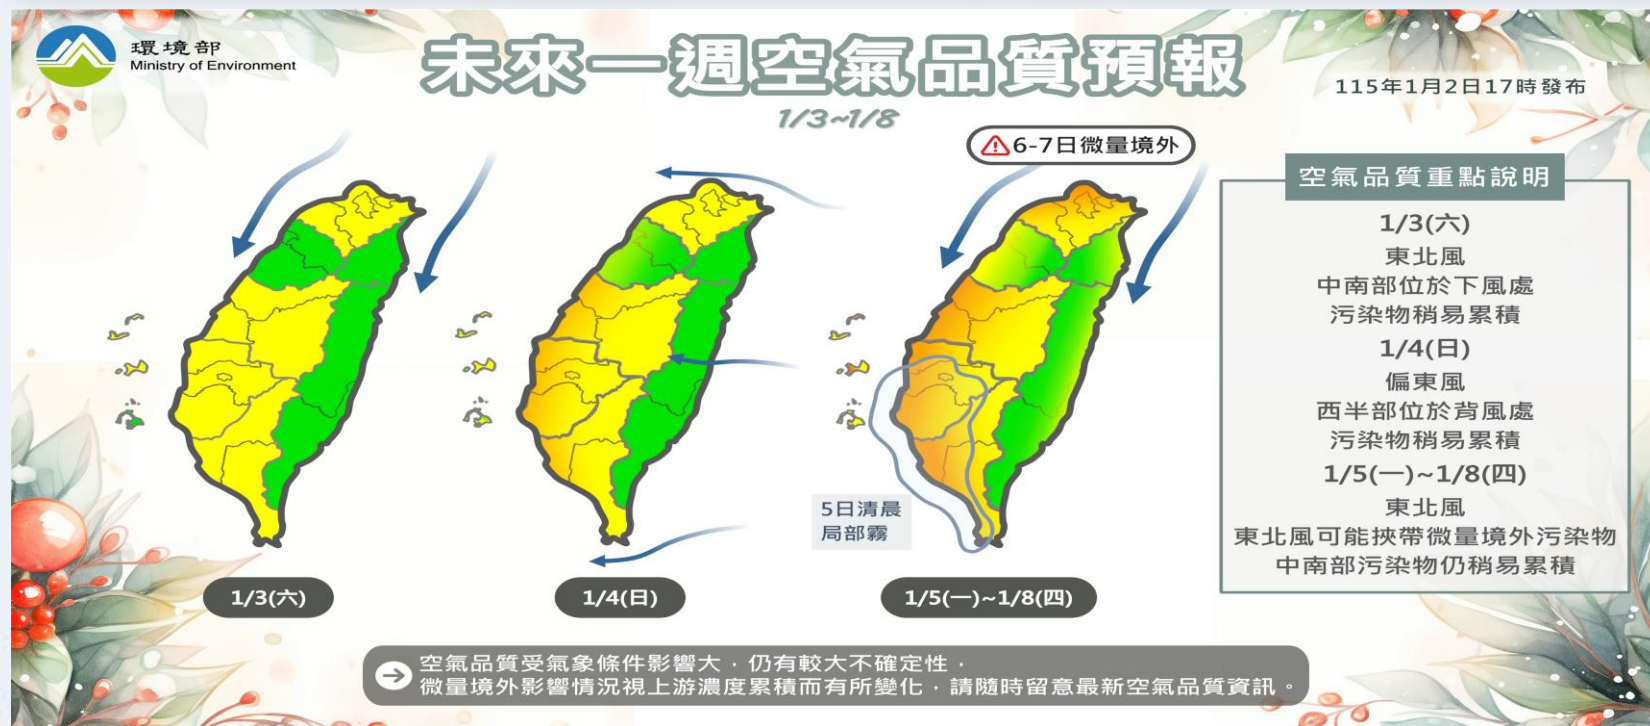 環境部
Ministry of Environment
未來一週空氣品質預報
1/3~1/8
115年1月2日17時發布
6-7日微量境外
5日清晨
局部霧
1/3(六)
1/4(日)
1/5(一)~1/8(四)
空氣品質重點說明
1/3(六)
東北風
中南部位於下風處
污染物稍易累積
1/4(日)
偏東風
西半部位於背風處
污染物稍易累積
1/5(一)~1/8(四)
東北風
東北風可能挾帶微量境外污染物
中南部污染物仍稍易累積
空氣品質受氣象條件影響大，仍有較大不確定性，
微量境外影響情況視上游濃度累積而有所變化，請隨時留意最新空氣品質資訊。